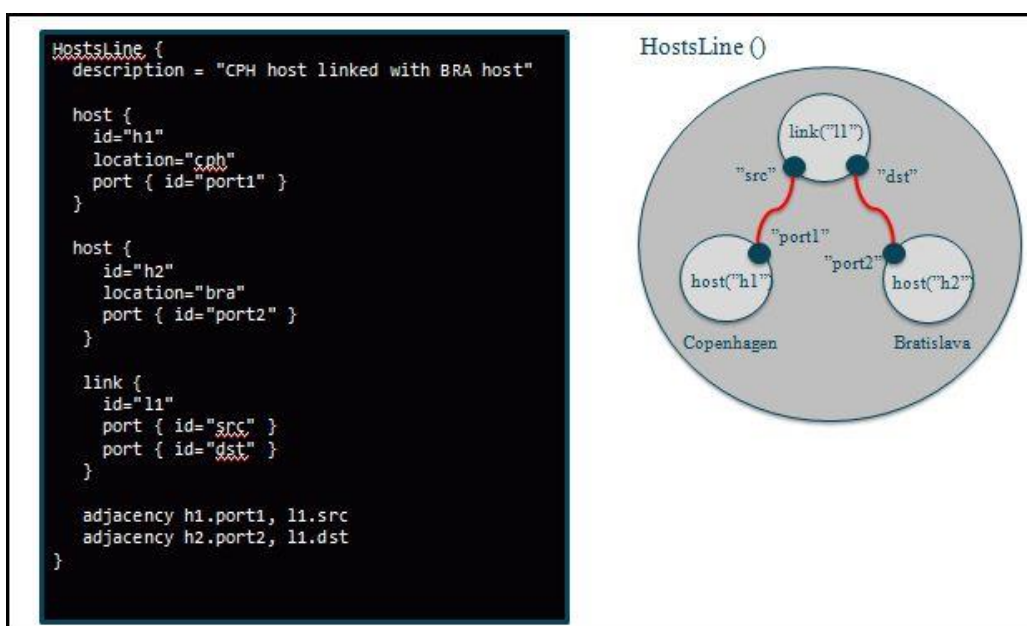 HostsLine {
description = "CPH host linked with BRA host"
host {
id="h1"
location="cph"
port { id="port1" }
}
host {
id="h2"
location="bra"
port { id="port2" }
}
link {
id="l1"
port { id="src" }
port { id="dst" }
}
adjacency h1.port1, l1.src
adjacency h2.port2, l1.dst
}
HostsLine ()
link("l1")
"src"
"dst"
"port1"
"port2"
host("h1")
host("h2")
Copenhagen
Bratislava